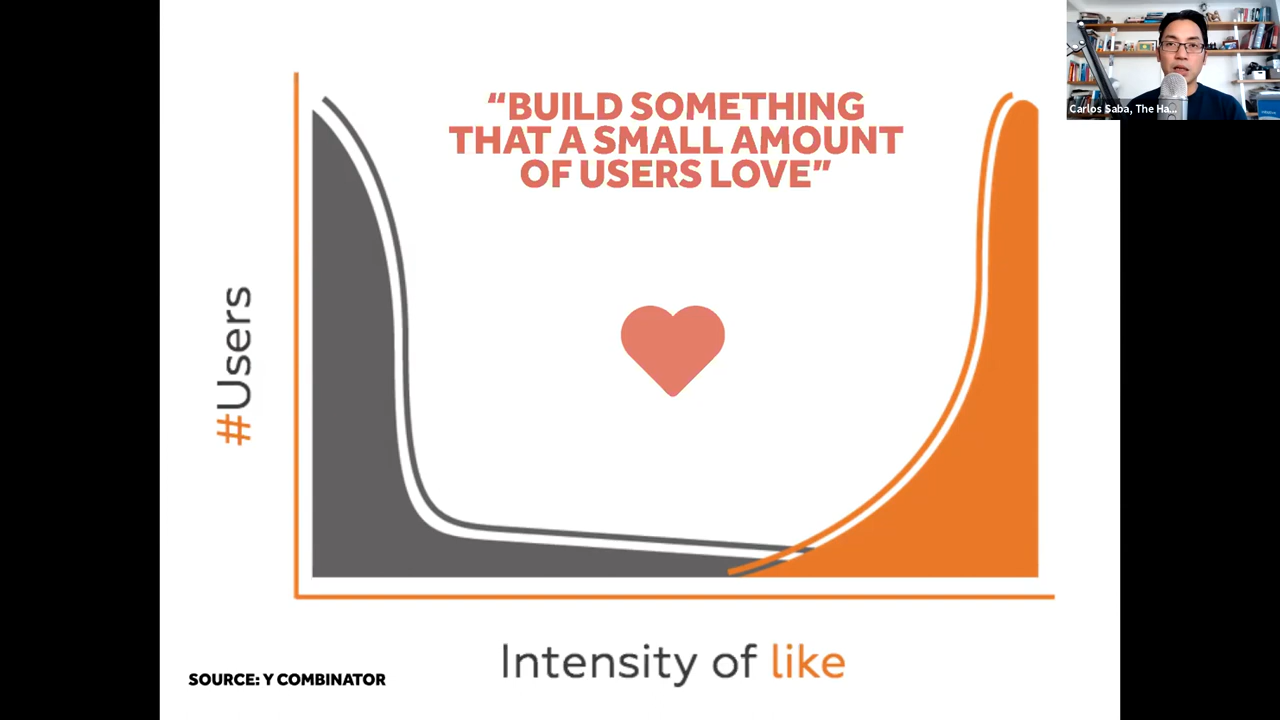 “BUILD SOMETHING
THAT A SMALL AMOUNT
OF USERS LOVE”
Carlos Saba, The Ha...
#Users
Intensity of like
SOURCE: Y COMBINATOR